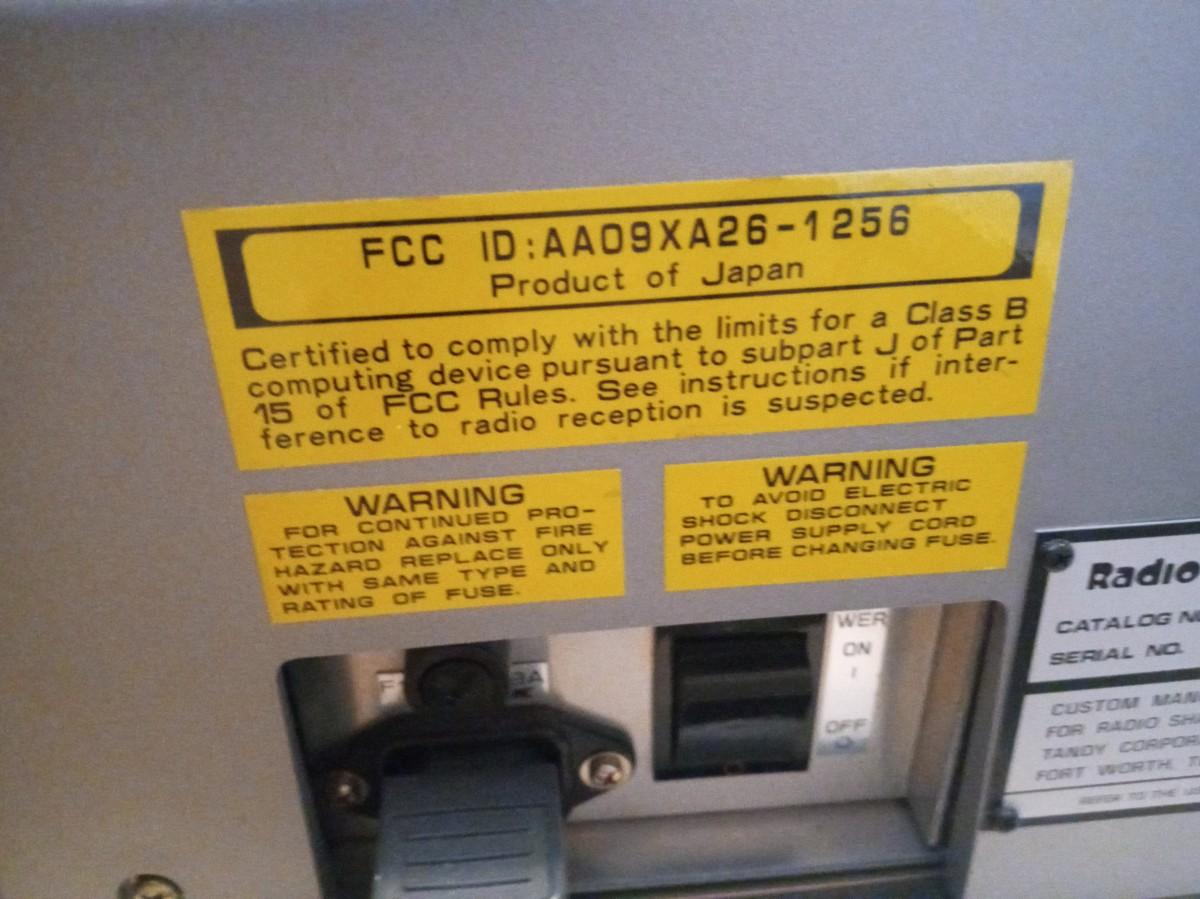 FCC ID:AAO9XA26-1256
Product of Japan
Certified to comply with the limits for a Class B
computing device pursuant to subpart J of Part
15 of FCC Rules. See instructions if inter-
ference to radio reception is suspected.
WARNING
FOR CONTINUED PRO-
TECTION AGAINST FIRE
HAZARD REPLACE ONLY
WITH SAME TYPE AND
RATING OF FUSE.
WARNING
TO AVOID ELECTRIC
SHOCK DISCONNECT
POWER SUPPLY CORD
BEFORE CHANGING FUSE.
WER
ON
I
OFF
Radio
CATALOG
SERIAL NO.
CUSTOM
FOR RADIO
TANDY
FORT WORTH,
REFER TO THE